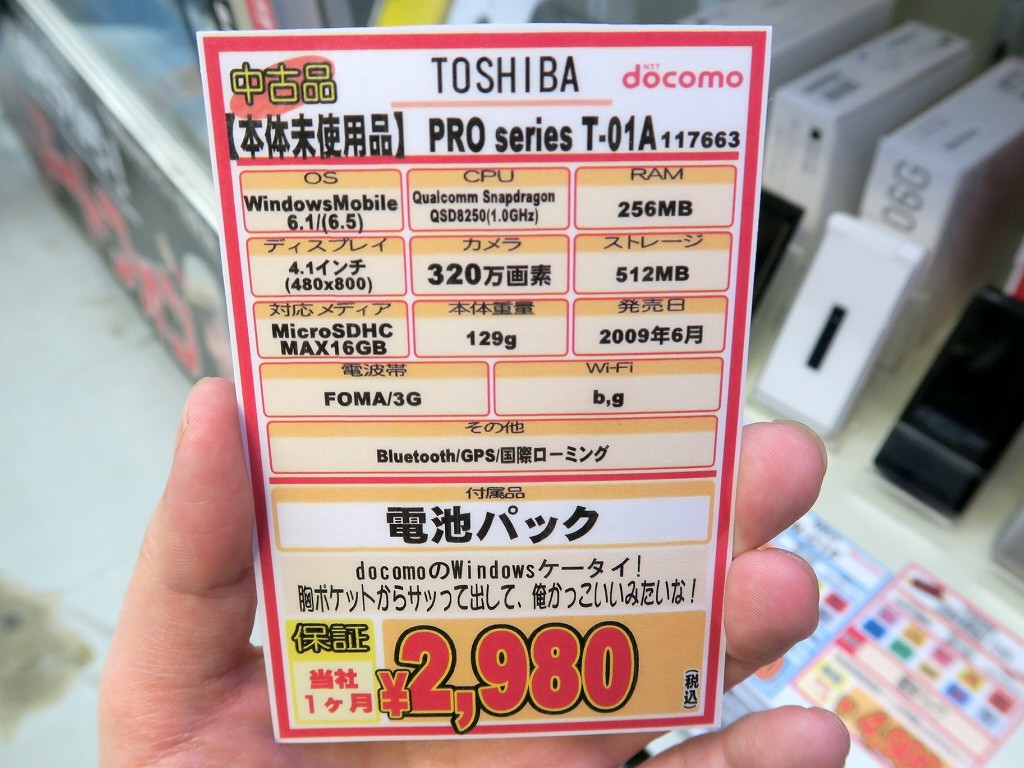 中古品 TOSHIBA NTT docomo
【本体未使用品】 PRO series T-01A 117663
OS CPU RAM
WindowsMobile 6.1/(6.5)
Qualcomm Snapdragon QSD8250(1.0GHz)
256MB
ディスプレイ カメラ ストレージ
4.1インチ (480x800)
320万画素
512MB
対応メディア 本体重量 発売日
MicroSDHC MAX16GB
129g
2009年6月
電波帯 Wi-Fi
FOMA/3G b,g
その他
Bluetooth/GPS/国際ローミング
付属品
電池パック
docomoのWindowsケータイ!
胸ポケットからサッって出して、俺かっこいいみたいな!
保証
当社
1ヶ月
¥2,980
(税込)
06G